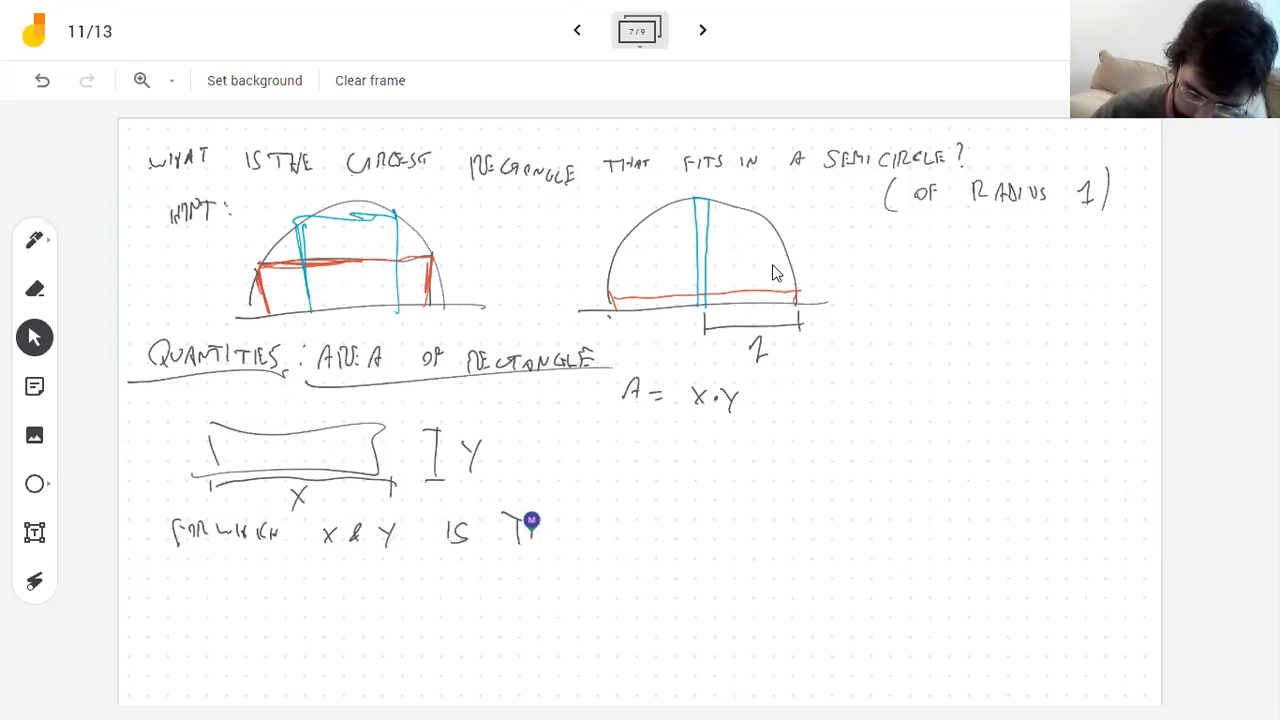 11/13
7/9
Set background
Clear frame
WHAT IS THE LARGEST RECTANGLE THAT FITS IN A SEMICIRCLE?
(OF RADIUS 1)
HINT:
1
QUANTITIES: AREA OF RECTANGLE
A = X·Y
Y
X
FOR WHICH X & Y IS T
M